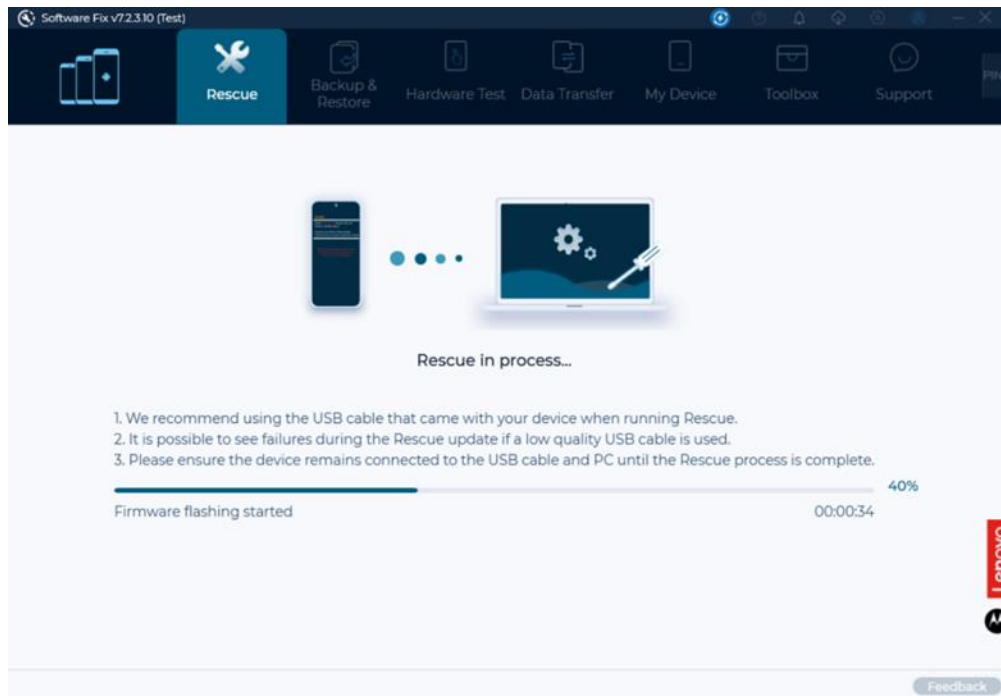 Software Fix v7.2.3.10 (Test)
Rescue
Backup &
Restore
Hardware Test
Data Transfer
My Device
Toolbox
Support
PIN
Rescue in process...
1. We recommend using the USB cable that came with your device when running Rescue.
2. It is possible to see failures during the Rescue update if a low quality USB cable is used.
3. Please ensure the device remains connected to the USB cable and PC until the Rescue process is complete.
40%
Firmware flashing started
00:00:34
Lenovo
Feedback